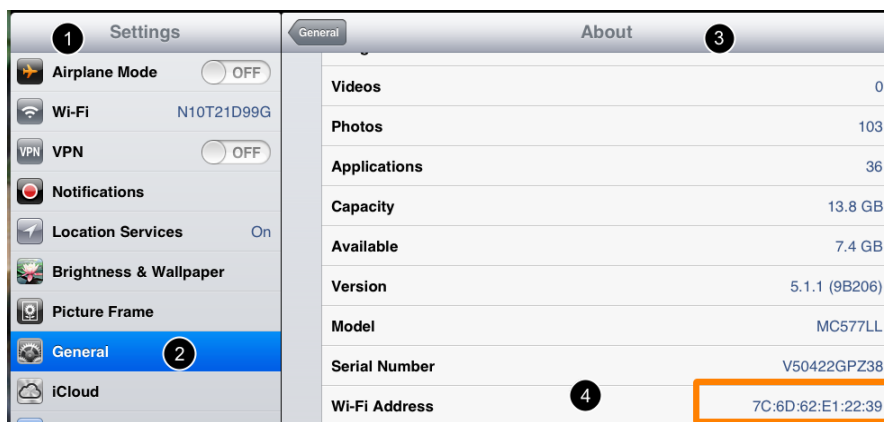 1 Settings
Airplane Mode OFF
Wi-Fi N10T21D99G
VPN VPN OFF
Notifications
Location Services On
Brightness & Wallpaper
Picture Frame
General 2
iCloud
General About 3
Videos 0
Photos 103
Applications 36
Capacity 13.8 GB
Available 7.4 GB
Version 5.1.1 (9B206)
Model MC577LL
Serial Number V50422GPZ38
Wi-Fi Address 4 7C:6D:62:E1:22:39